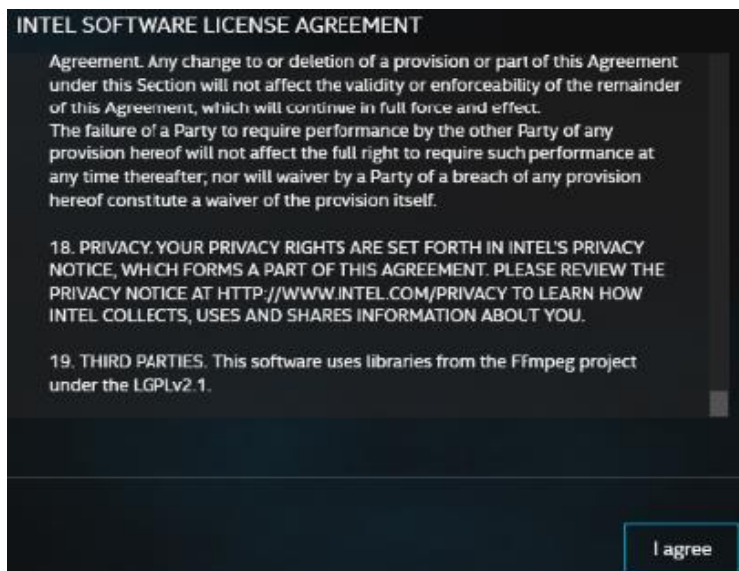 INTEL SOFTWARE LICENSE AGREEMENT
Agreement. Any change to or deletion of a provision or part of this Agreement
under this Section will not affect the validity or enforceability of the remainder
of this Agreement, which will continue in full force and effect.
The failure of a Party to require performance by the other Party of any
provision hereof will not affect the full right to require such performance at
any time thereafter; nor will waiver by a Party of a breach of any provision
hereof constitute a waiver of the provision itself.
18. PRIVACY. YOUR PRIVACY RIGHTS ARE SET FORTH IN INTEL'S PRIVACY
NOTICE, WHICH FORMS A PART OF THIS AGREEMENT. PLEASE REVIEW THE
PRIVACY NOTICE AT HTTP://WWW.INTEL.COM/PRIVACY TO LEARN HOW
INTEL COLLECTS, USES AND SHARES INFORMATION ABOUT YOU.
19. THIRD PARTIES. This software uses libraries from the FFmpeg project
under the LGPLv2.1.
I agree